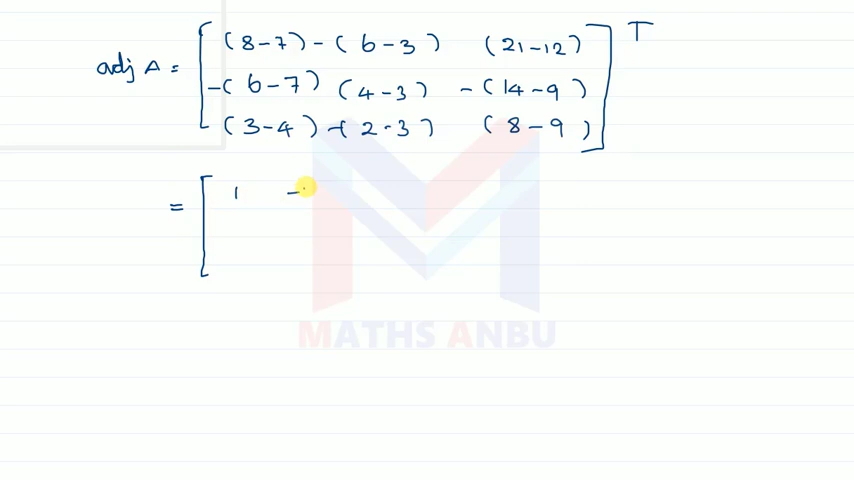 adj A = [ (8-7) -(6-3) (21-12)
-(6-7) (4-3) -(14-9)
(3-4) -(2-3) (8-9) ] T
= [ 1 -
MATHS ANBU